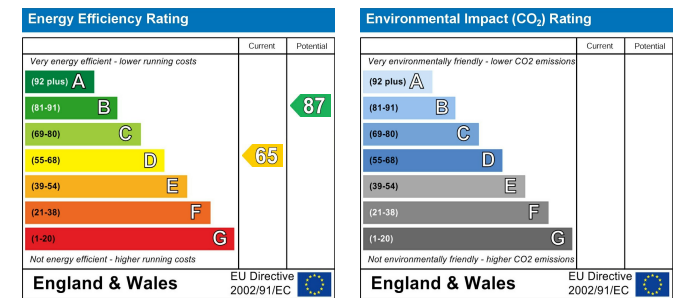 Energy Efficiency Rating
Current Potential
Very energy efficient - lower running costs
(92 plus) A
(81-91) B
87
(69-80) C
(55-68) D
65
(39-54) E
(21-38) F
(1-20) G
Not energy efficient - higher running costs
England & Wales
EU Directive
2002/91/EC
Environmental Impact (CO2) Rating
Current Potential
Very environmentally friendly - lower CO2 emissions
(92 plus) A
(81-91) B
(69-80) C
(55-68) D
(39-54) E
(21-38) F
(1-20) G
Not environmentally friendly - higher CO2 emissions
England & Wales
EU Directive
2002/91/EC